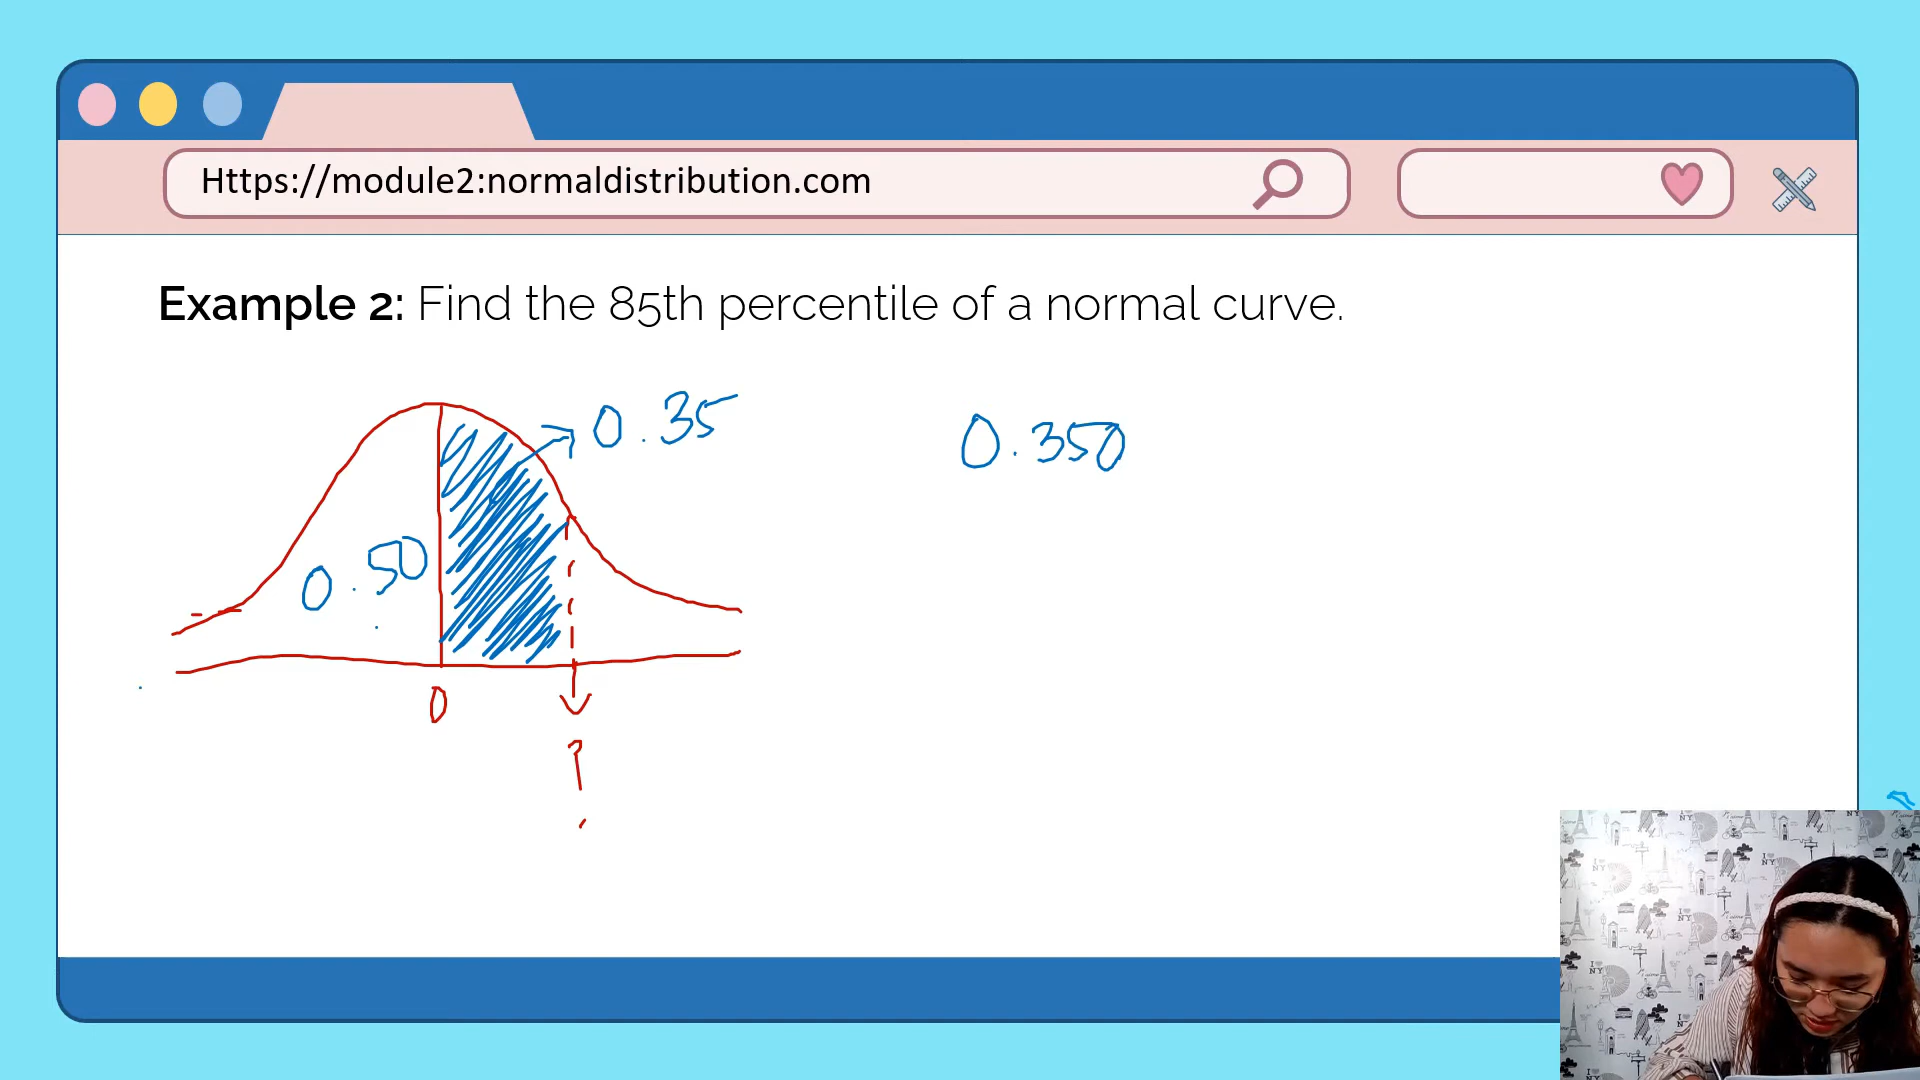 Https://module2:normaldistribution.com
Example 2: Find the 85th percentile of a normal curve.
0.35
0.350
0.50
0
?